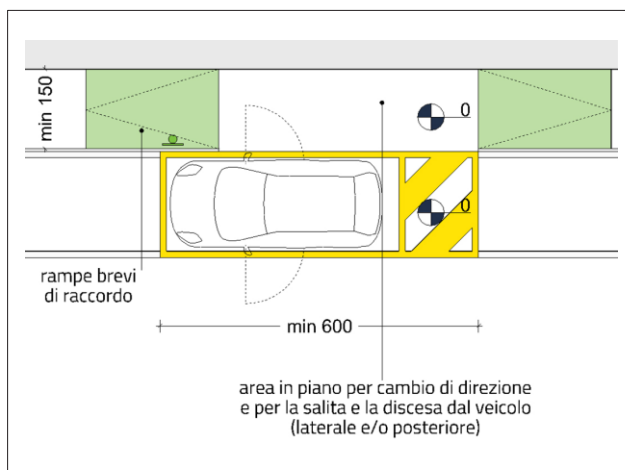 min 150
0
0
rampe brevi
di raccordo
min 600
area in piano per cambio di direzione
e per la salita e la discesa dal veicolo
(laterale e/o posteriore)